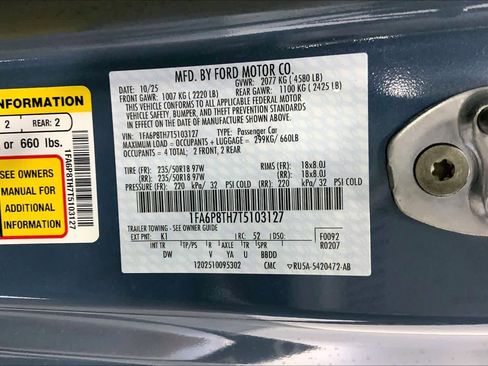 MFD. BY FORD MOTOR CO.
10/25 GVWR: 2077 KG ( 4580 LB)
FRONT GAWR: 1007 KG ( 2220 LB) REAR GAWR: 1100 KG ( 2425 LB)
THIS VEHICLE CONFORMS TO ALL APPLICABLE FEDERAL MOTOR
VEHICLE SAFETY, BUMPER, AND THEFT PREVENTION STANDARDS
IN EFFECT ON THE DATE OF MANUFACTURE SHOWN ABOVE.
VIN: 1FA6P8TH7T5103127 TYPE: Passenger Car
MAXIMUM LOAD = OCCUPANTS + LUGGAGE = 299KG/ 660LB
OCCUPANTS = 4 TOTAL; 2 FRONT, 2 REAR
TIRE (FR): 235/50R18 97W RIMS (FR): 18x8.0J
TIRE (RR): 235/50R18 97W RIMS (RR): 18x8.0J
PRESSURE (FR): 220 kPa/ 32 PSI COLD (RR): 220 kPa/ 32 PSI COLD
1FA6P8TH7T5103127
TRAILER TOWING - SEE OWNER GUIDE
EXT PNT: K1 RC: 52 DSO: F0092
INT TR TP/PS R AXLE TR SPR R0207
DW V YA U BBDD
1202510095302 CMC ▼RU5A-5420472-AB
INFORMATION
2 REAR: 2
or 660 lbs.
SEE OWNERS
MANUAL FOR
ADDITIONAL
INFORMATION
1FA6P8TH7T5103127